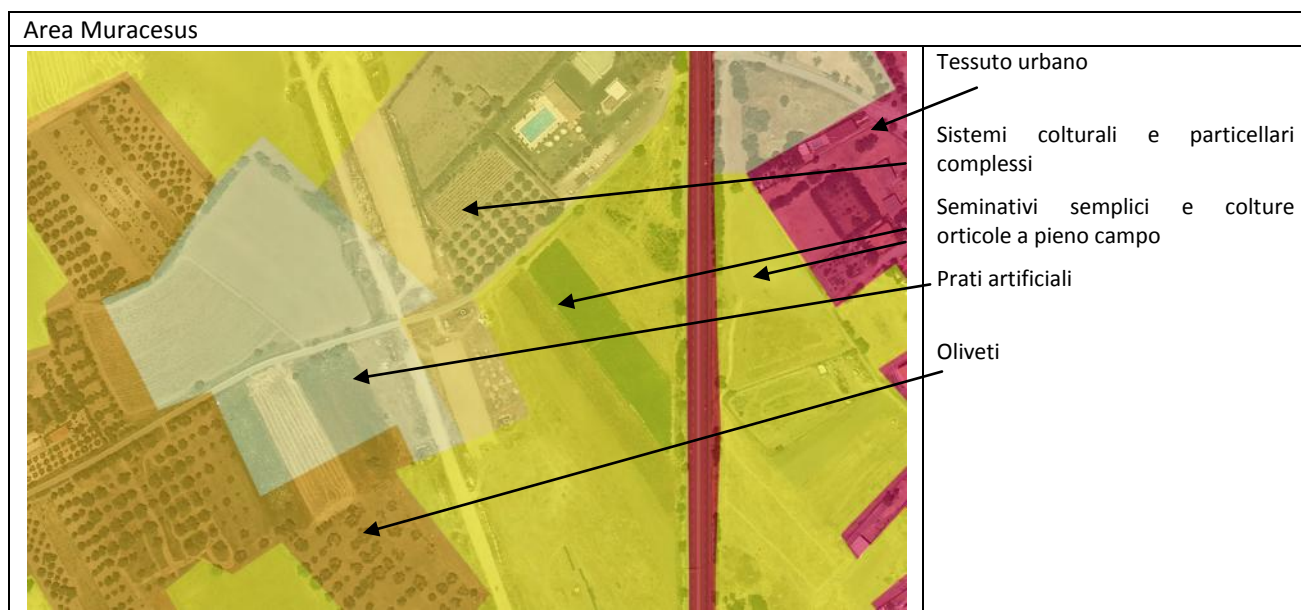 Area Muracesus
Tessuto urbano
Sistemi colturali e particellari
complessi
Seminativi semplici e colture
orticole a pieno campo
Prati artificiali
Oliveti